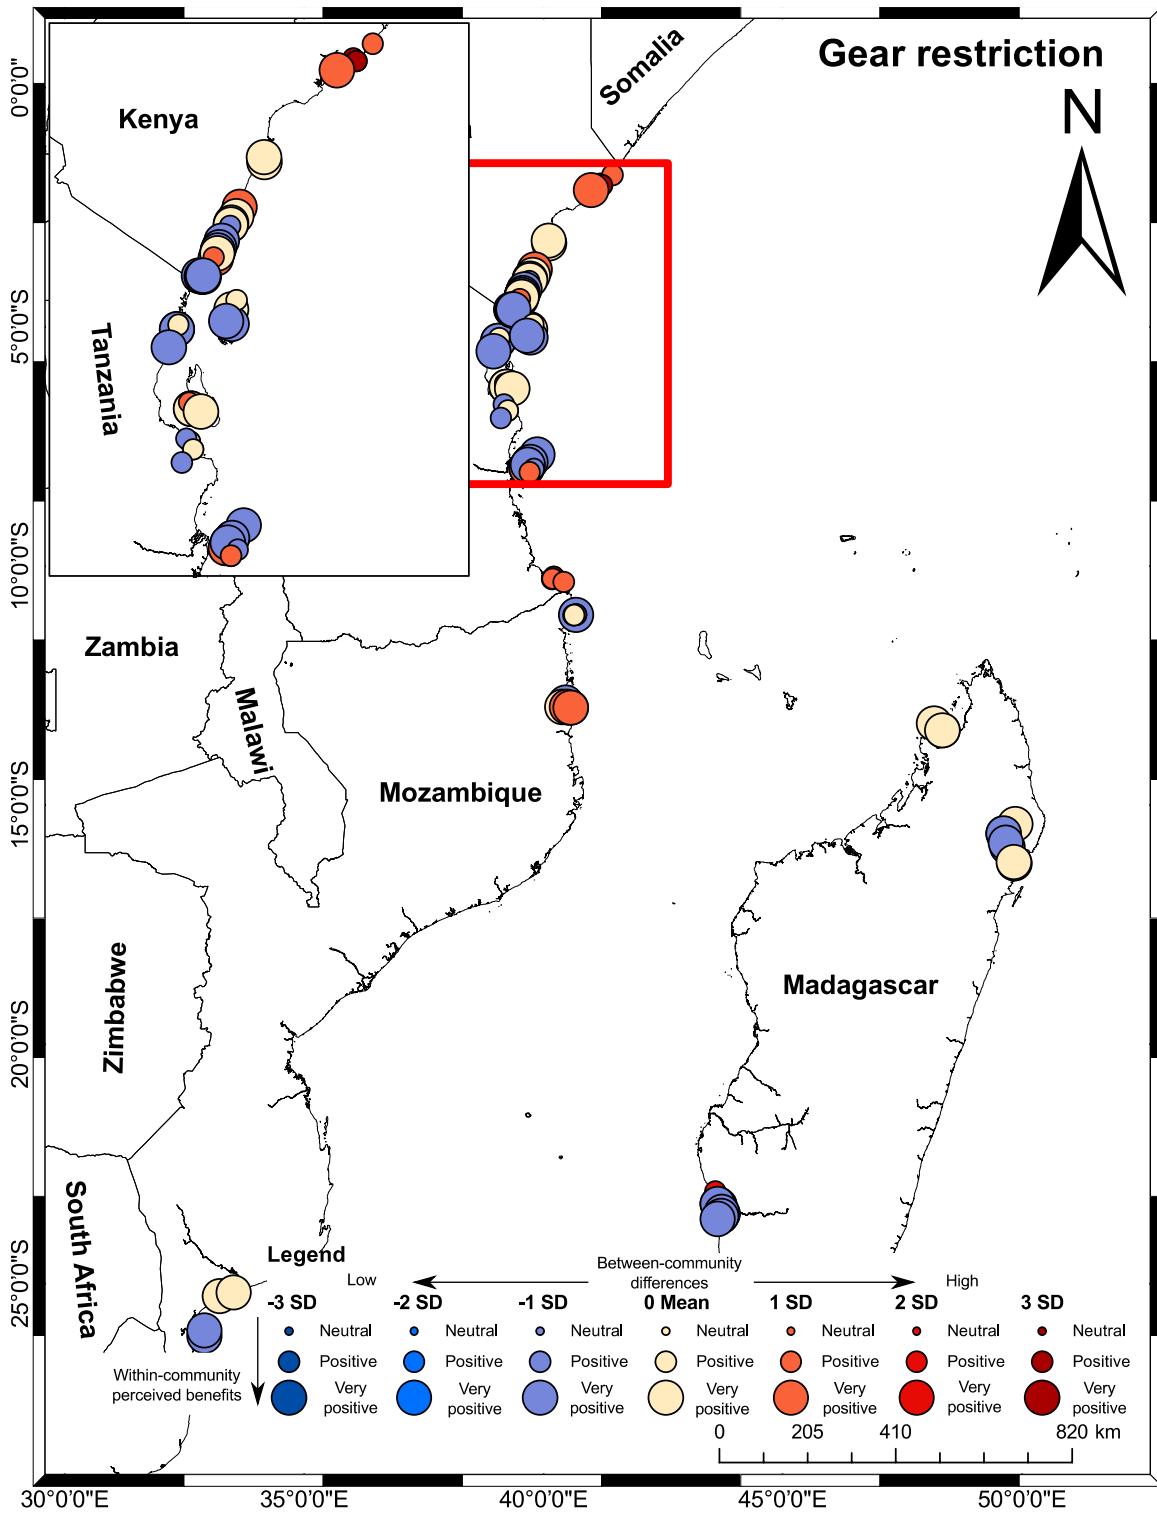 Gear restriction
N
Somalia
Kenya
Tanzania
Zambia
Malawi
Mozambique
Zimbabwe
Madagascar
South Africa
0°0'0"
5°0'0"S
10°0'0"S
15°0'0"S
20°0'0"S
25°0'0"S
Legend
Between-community
differences
Low
High
-3 SD -2 SD -1 SD 0 Mean 1 SD 2 SD 3 SD
Neutral Neutral Neutral Neutral Neutral Neutral Neutral
Positive Positive Positive Positive Positive Positive Positive
Very Very Very Very Very Very Very
positive positive positive positive positive positive positive
Within-community
perceived benefits
0 205 410 820 km
30°0'0"E 35°0'0"E 40°0'0"E 45°0'0"E 50°0'0"E